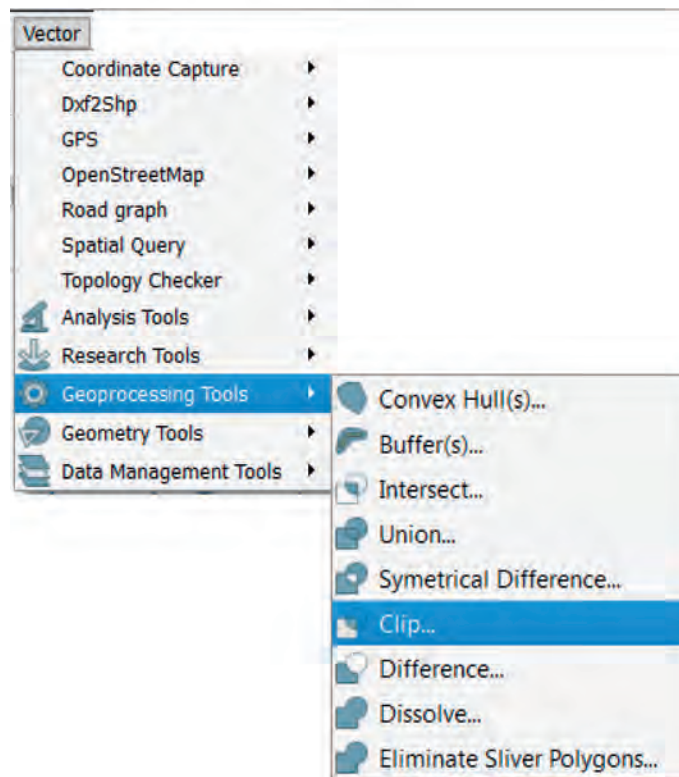 Vector
Coordinate Capture
Dxf2Shp
GPS
OpenStreetMap
Road graph
Spatial Query
Topology Checker
Analysis Tools
Research Tools
Geoprocessing Tools
Geometry Tools
Data Management Tools
Convex Hull(s)...
Buffer(s)...
Intersect...
Union...
Symetrical Difference...
Clip...
Difference...
Dissolve...
Eliminate Sliver Polygons...